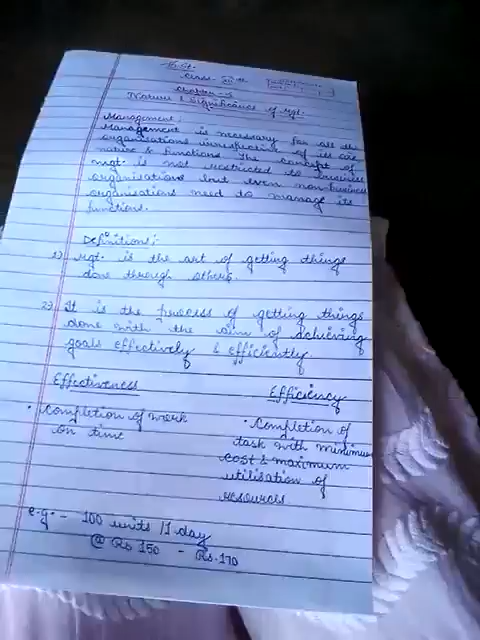 B.St.
Class - XII th
Chapter - 1
Nature & Significance of Mgt.
Management:
Management is necessary for all the
organisations irrespective of its size
nature & functions. The concept of
mgt. is not restricted to business
organisations but even non-business
organisations need to manage its
functions.
Definitions:
1) Mgt. is the art of getting things
done through others.
2) It is the process of getting things
done with the aim of achieving
goals effectively & efficiently
Effectiveness Efficiency
• Completion of work
on time
• Completion of
task with minimum
cost & maximum
utilisation of
resources
e.g. - 100 units /1 day
@ Rs 150 - Rs. 170